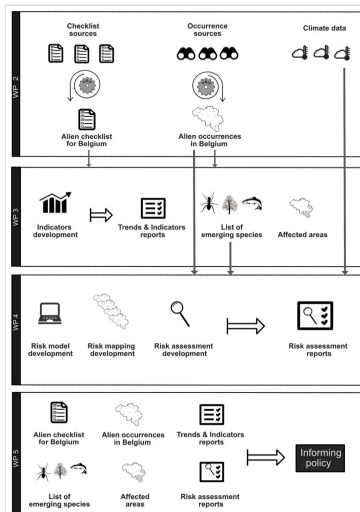 WP 2
Checklist
sources
Occurrence
sources
Climate data
Alien checklist
for Belgium
Alien occurrences
in Belgium
WP 3
Indicators
development
Trends & Indicators
reports
List of
emerging species
Affected areas
WP 4
Risk model
development
Risk mapping
development
Risk assessment
development
Risk assessment
reports
WP 5
Alien checklist
for Belgium
Alien occurrences
in Belgium
Trends & Indicators
reports
Informing
policy
List of
emerging species
Affected
areas
Risk assessment
reports